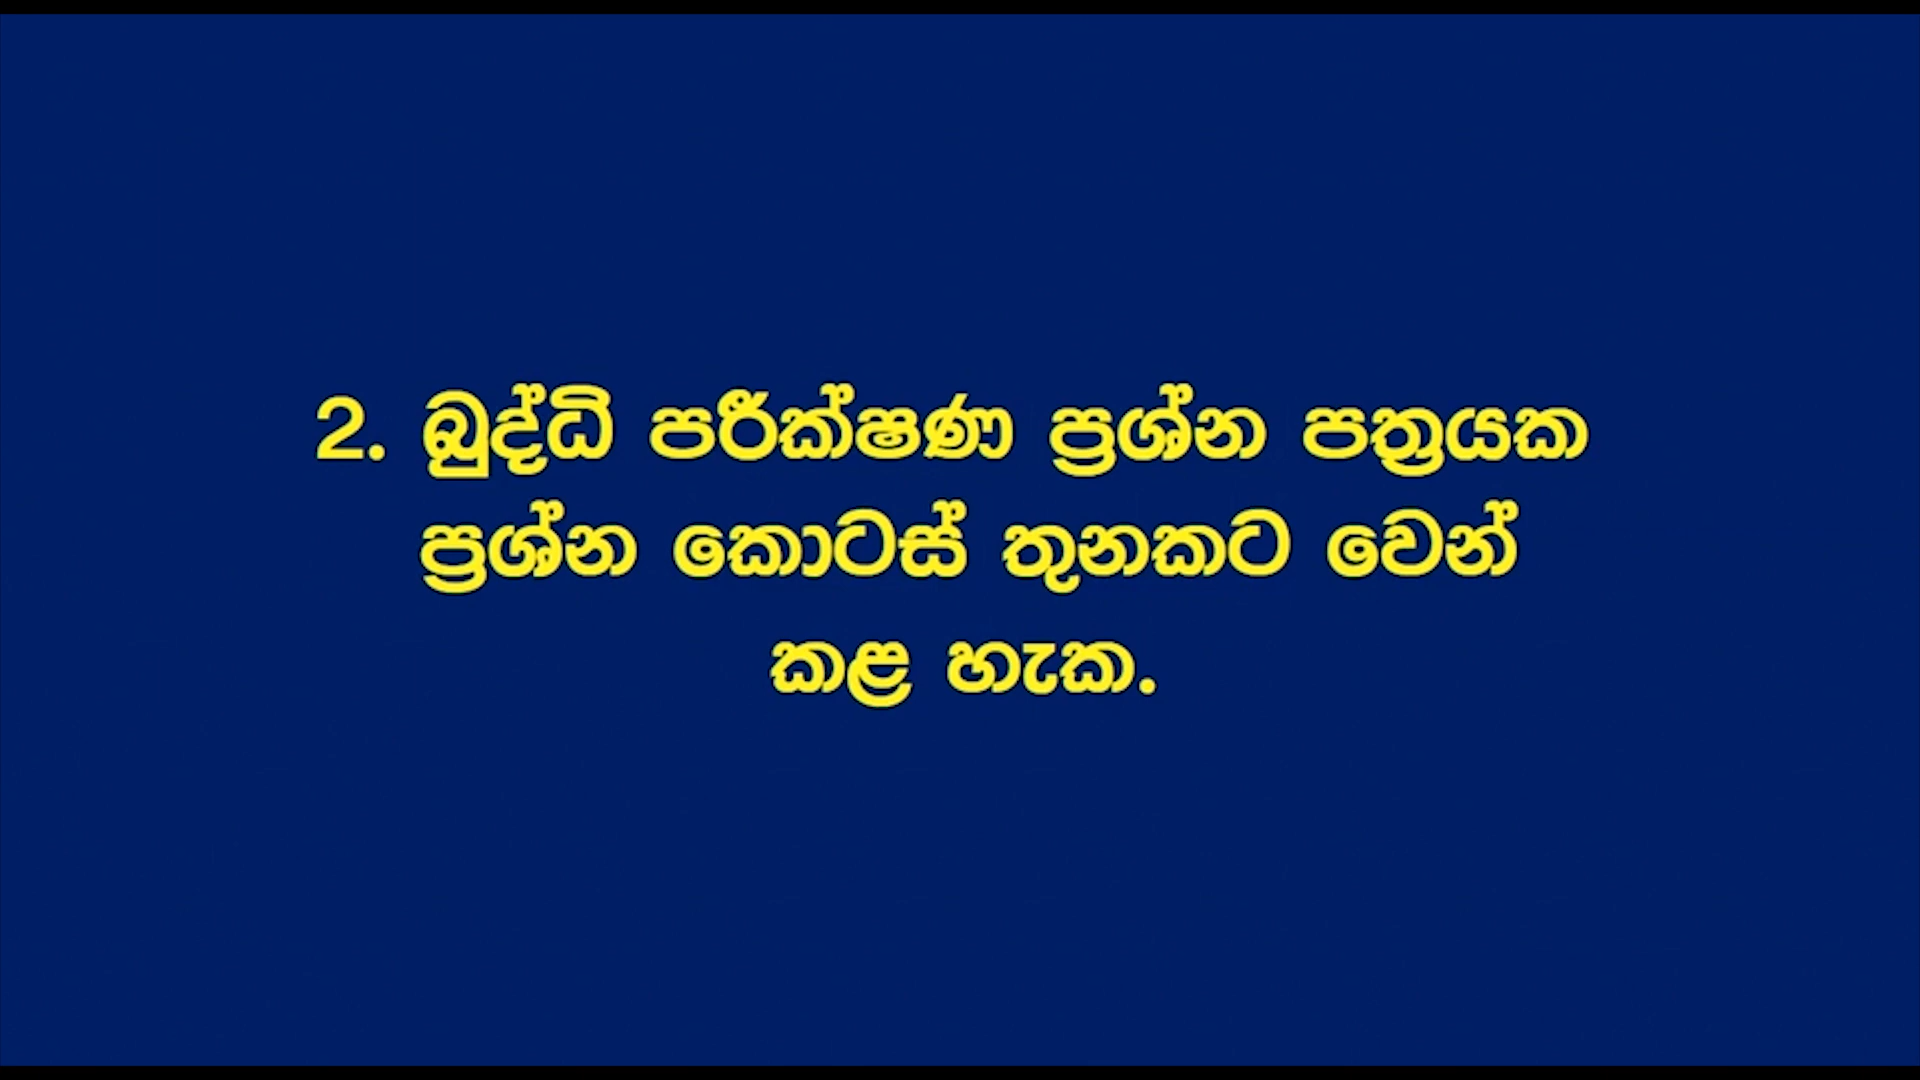 2. බුද්ධි පරීක්ෂණ ප්‍රශ්න පත්‍රයක
ප්‍රශ්න කොටස් තුනකට වෙන්
කළ හැක.